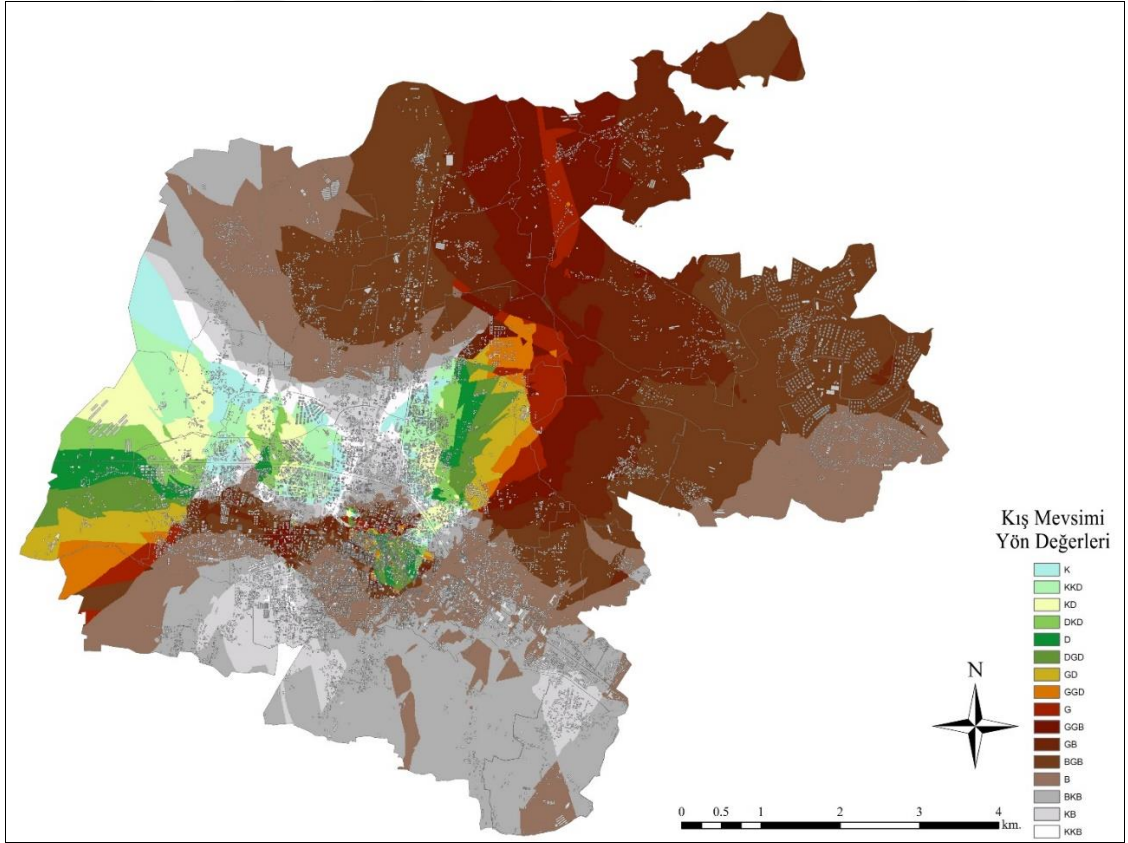 Kış Mevsimi
Yön Değerleri
K
KKD
KD
DKD
D
DGD
GD
GGD
G
GGB
GB
BGB
B
BKB
KB
KKB
N
0 0.5 1 2 3 4
km.